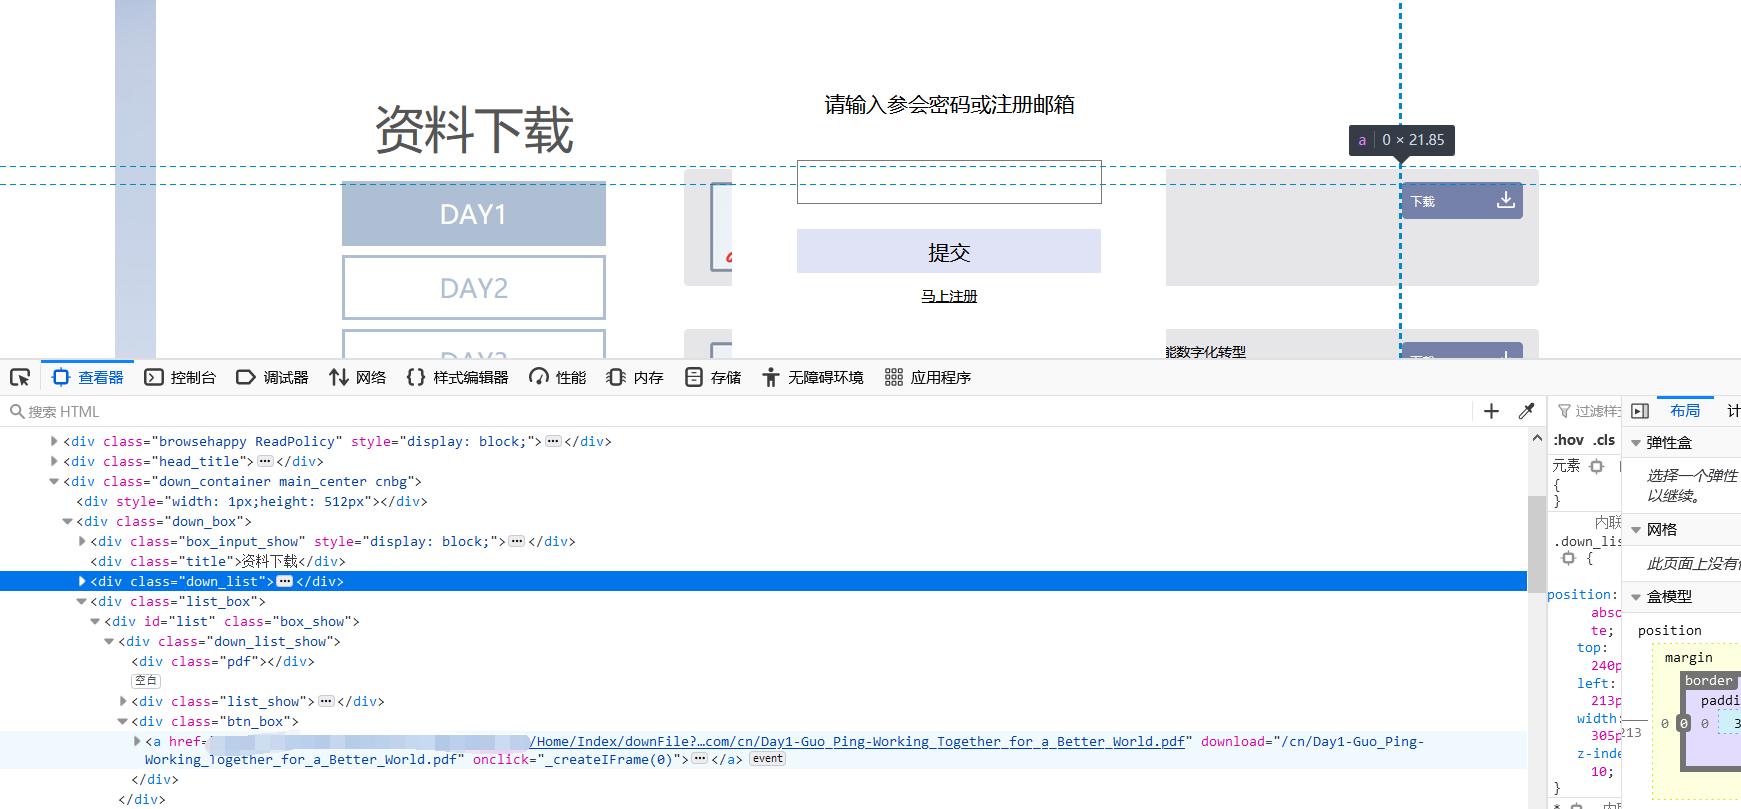 请输入参会密码或注册邮箱
资料下载
a 0 × 21.85
下载
DAY1
提交
DAY2
马上注册
能数字化转型
查看器 控制台 调试器 网络 样式编辑器 性能 内存 存储 无障碍环境 应用程序
搜索 HTML
过滤样
布局
<div class="browsehappy ReadPolicy" style="display: block;">…</div>
<div class="head_title">…</div>
<div class="down_container main_center cnbg">
<div style="width: 1px;height: 512px"></div>
<div class="down_box">
<div class="box_input_show" style="display: block;">…</div>
<div class="title">资料下载</div>
<div class="down_list">…</div>
<div class="list_box">
<div id="list" class="box_show">
<div class="down_list_show">
<div class="pdf"></div>
空白
<div class="list_show">…</div>
<div class="btn_box">
<a href= /Home/Index/downFile?…com/cn/Day1-Guo_Ping-Working_Together_for_a_Better_World.pdf" download="/cn/Day1-Guo_Ping-
Working_Together_for_a_Better_World.pdf" onclick="_createIFrame(0)">…</a> event
</div>
</div>
:hov .cls
元素
{
}
内联
.down_lis
{
position:
abso
te;
top:
240p
left:
213p
width:
305p
z-inde
10;
}
弹性盒
选择一个弹性
以继续。
网格
此页面上没有
盒模型
position
margin
border
paddi
213 0 0 0 3